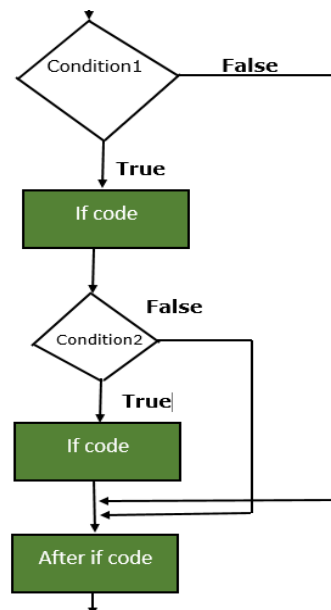 Condition1
False
True
If code
False
Condition2
True
If code
After if code